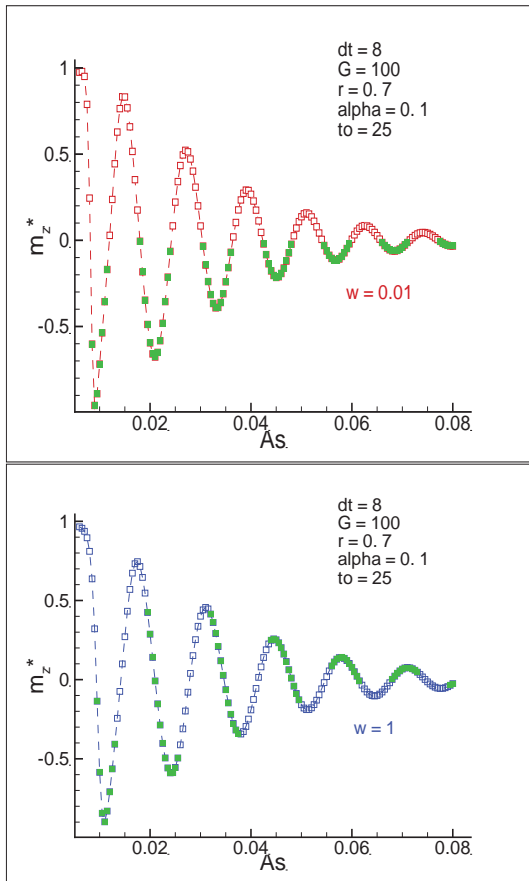 dt = 8
G = 100
r = 0.7
alpha = 0.1
to = 25
1
0.5
0
-0.5
m_z*
w = 0.01
0.02
0.04
0.06
0.08
As
dt = 8
G = 100
r = 0.7
alpha = 0.1
to = 25
1
0.5
0
-0.5
m_z*
w = 1
0.02
0.04
0.06
0.08
As